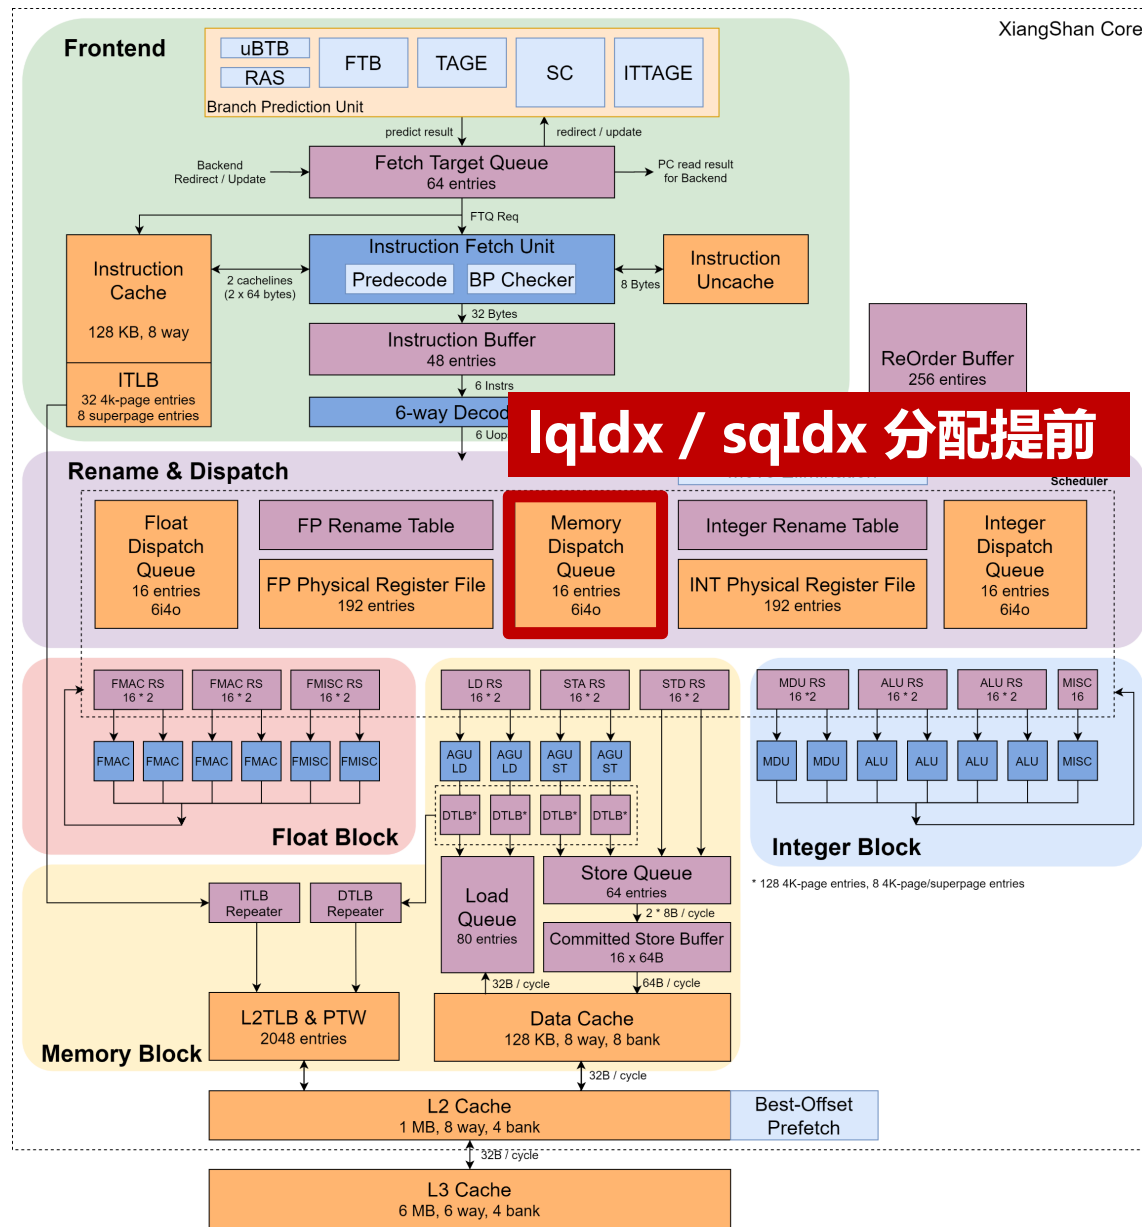 XiangShan Core
Frontend
uBTB
RAS
FTB
TAGE
SC
ITTAGE
Branch Prediction Unit
predict result
redirect / update
Backend
Redirect / Update
Fetch Target Queue
64 entries
PC read result
for Backend
FTQ Req
Instruction
Cache
128 KB, 8 way
2 cachelines
(2 x 64 bytes)
Instruction Fetch Unit
Predecode
BP Checker
8 Bytes
Instruction
Uncache
32 Bytes
Instruction Buffer
48 entries
ITLB
32 4k-page entries
8 superpage entries
6 Instrs
6-way Decod
6 Uop
ReOrder Buffer
256 entires
lqIdx / sqIdx 分配提前
Rename & Dispatch
Scheduler
Float
Dispatch
Queue
16 entries
6i4o
FP Rename Table
FP Physical Register File
192 entries
Memory
Dispatch
Queue
16 entries
6i4o
Integer Rename Table
INT Physical Register File
192 entries
Integer
Dispatch
Queue
16 entries
6i4o
FMAC RS
16 * 2
FMAC RS
16 * 2
FMISC RS
16 * 2
LD RS
16 * 2
STA RS
16 * 2
STD RS
16 * 2
MDU RS
16 *2
ALU RS
16 * 2
ALU RS
16 * 2
MISC
16
FMAC
FMAC
FMAC
FMAC
FMISC
FMISC
AGU
LD
AGU
LD
AGU
ST
AGU
ST
MDU
MDU
ALU
ALU
ALU
ALU
MISC
DTLB*
DTLB*
DTLB*
DTLB*
Float Block
Integer Block
* 128 4K-page entries, 8 4K-page/superpage entries
ITLB
Repeater
DTLB
Repeater
Load
Queue
80 entries
Store Queue
64 entries
2 * 8B / cycle
Committed Store Buffer
16 x 64B
32B / cycle
64B / cycle
L2TLB & PTW
2048 entries
Data Cache
128 KB, 8 way, 8 bank
Memory Block
32B / cycle
L2 Cache
1 MB, 8 way, 4 bank
Best-Offset
Prefetch
32B / cycle
L3 Cache
6 MB, 6 way, 4 bank